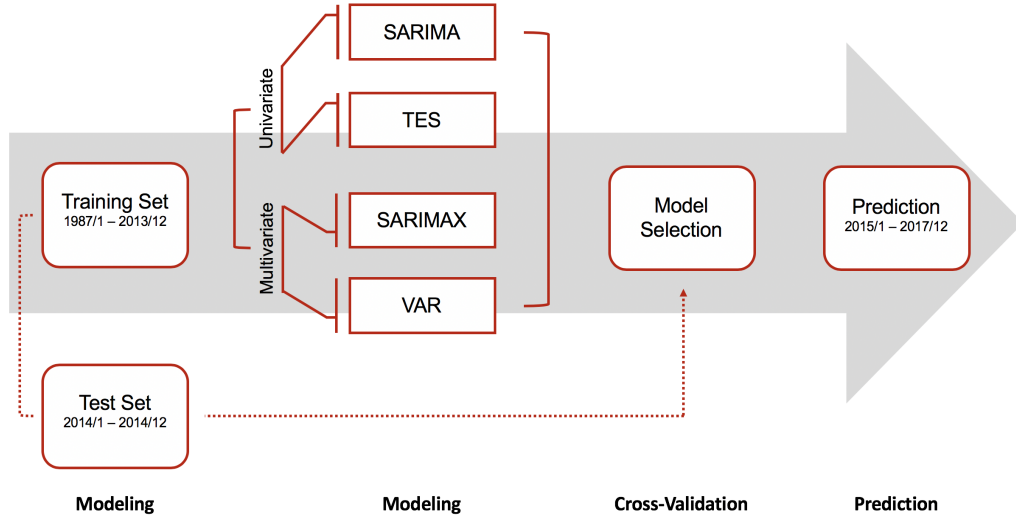 SARIMA
Univariate
TES
Training Set
1987/1 – 2013/12
Multivariate
SARIMAX
VAR
Model
Selection
Prediction
2015/1 – 2017/12
Test Set
2014/1 – 2014/12
Modeling
Modeling
Cross-Validation
Prediction